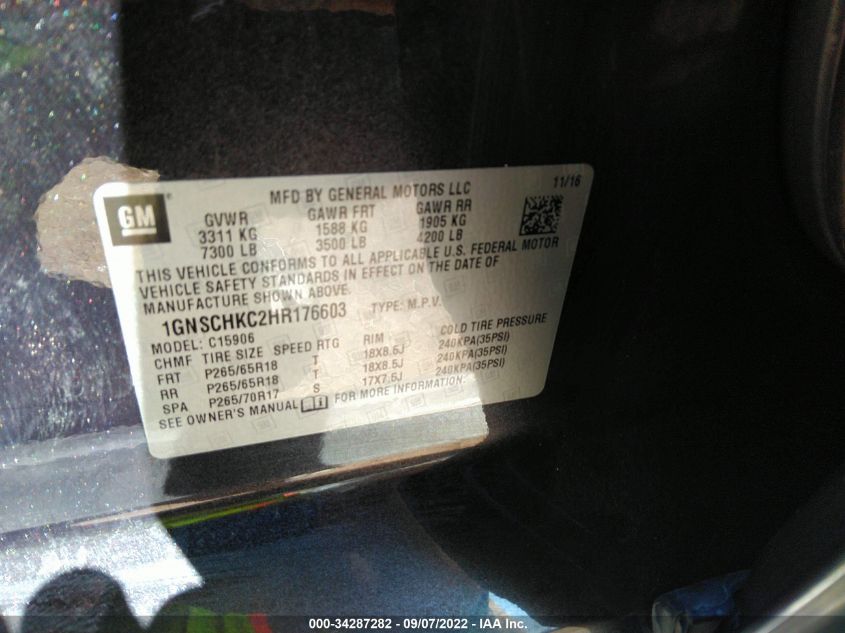 GM
MFD BY GENERAL MOTORS LLC
11/16
GVWR GAWR FRT GAWR RR
3311 KG 1588 KG 1905 KG
7300 LB 3500 LB 4200 LB
THIS VEHICLE CONFORMS TO ALL APPLICABLE U.S. FEDERAL MOTOR
VEHICLE SAFETY STANDARDS IN EFFECT ON THE DATE OF
MANUFACTURE SHOWN ABOVE.
1GNSCHKC2HR176603 TYPE: M.P.V.
MODEL: C15906
CHMF TIRE SIZE SPEED RTG RIM COLD TIRE PRESSURE
FRT P265/65R18 T 18X8.5J 240KPA(35PSI)
RR P265/65R18 T 18X8.5J 240KPA(35PSI)
SPA P265/70R17 S 17X7.5J 240KPA(35PSI)
SEE OWNER'S MANUAL FOR MORE INFORMATION.
000-34287282 - 09/07/2022 - IAA Inc.